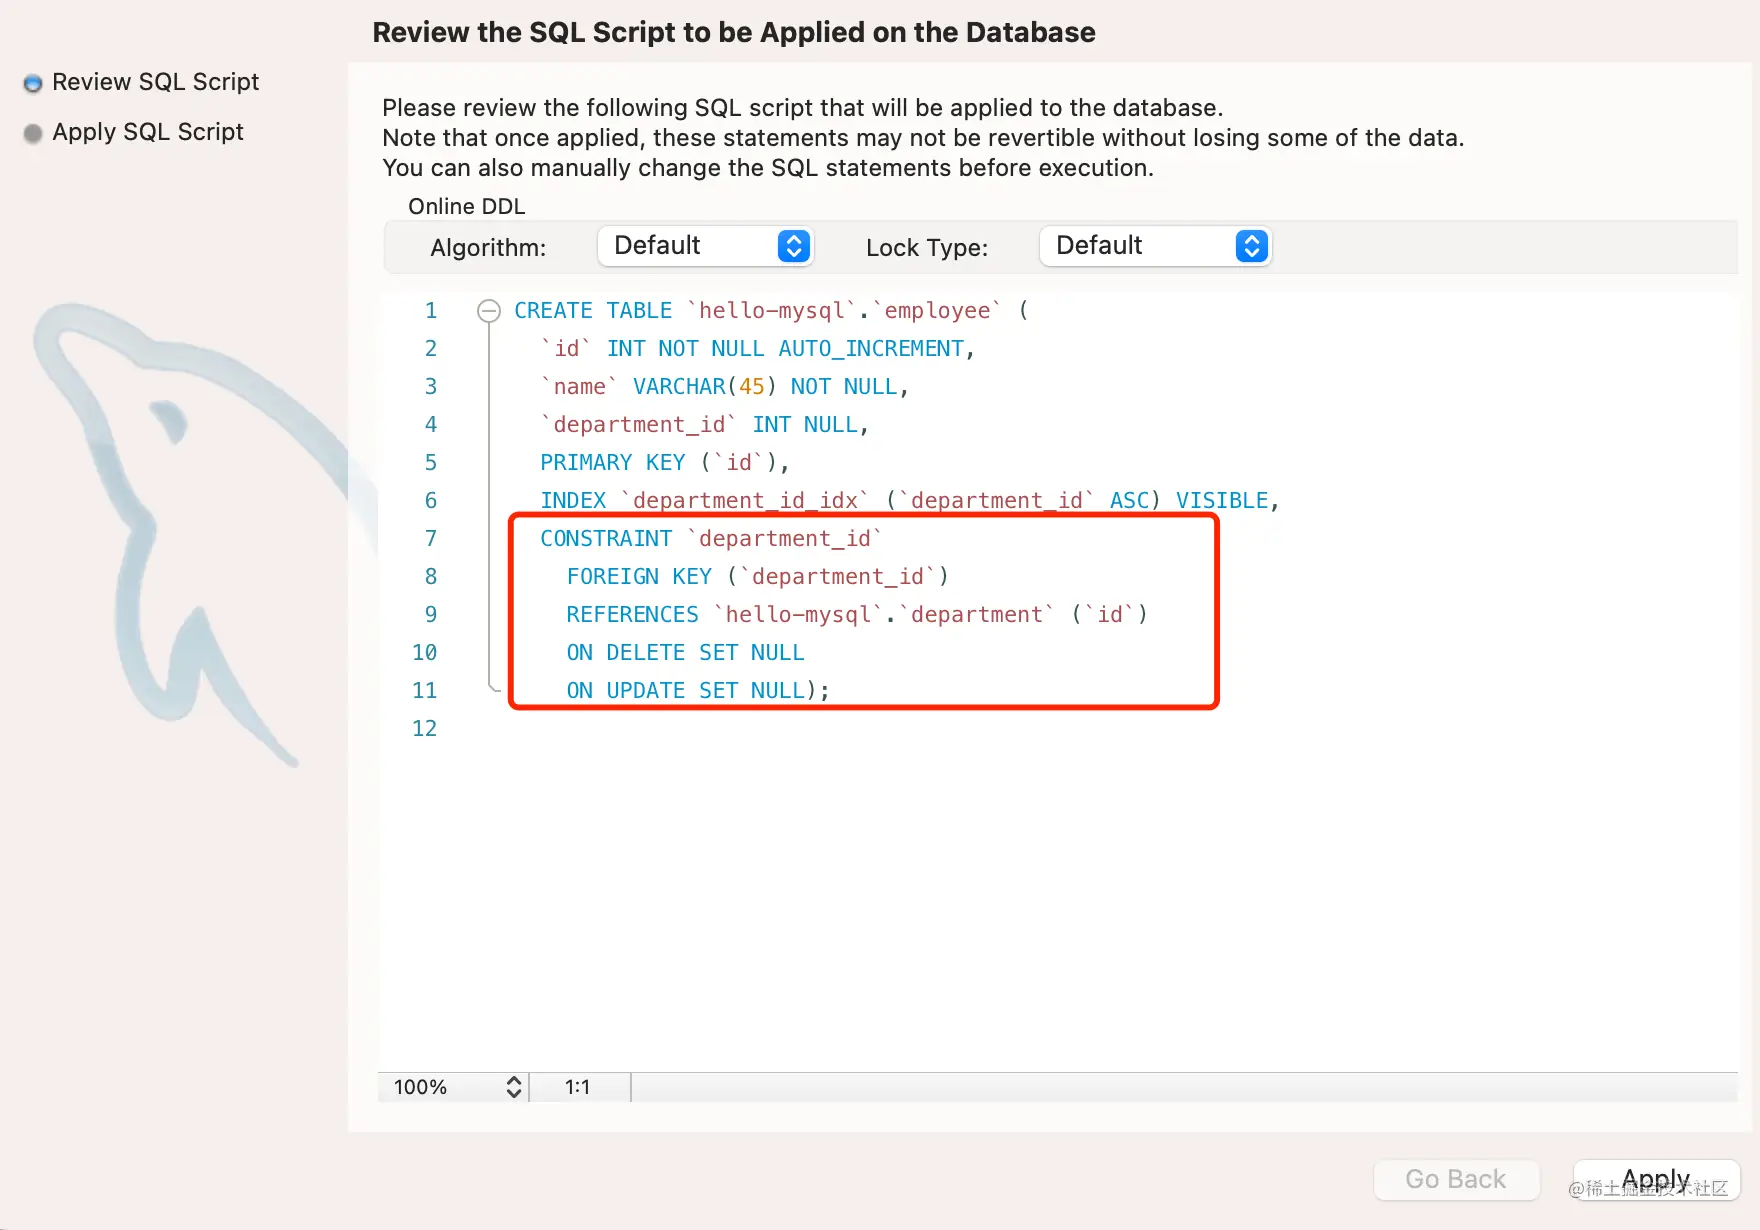 Review the SQL Script to be Applied on the Database
Review SQL Script
Apply SQL Script
Please review the following SQL script that will be applied to the database.
Note that once applied, these statements may not be revertible without losing some of the data.
You can also manually change the SQL statements before execution.
Online DDL
Algorithm: Default Lock Type: Default
1 CREATE TABLE `hello-mysql`.`employee` (
2 `id` INT NOT NULL AUTO_INCREMENT,
3 `name` VARCHAR(45) NOT NULL,
4 `department_id` INT NULL,
5 PRIMARY KEY (`id`),
6 INDEX `department_id_idx` (`department_id` ASC) VISIBLE,
7 CONSTRAINT `department_id`
8 FOREIGN KEY (`department_id`)
9 REFERENCES `hello-mysql`.`department` (`id`)
10 ON DELETE SET NULL
11 ON UPDATE SET NULL);
12
100% 1:1
Go Back Apply
@稀土掘金技术社区